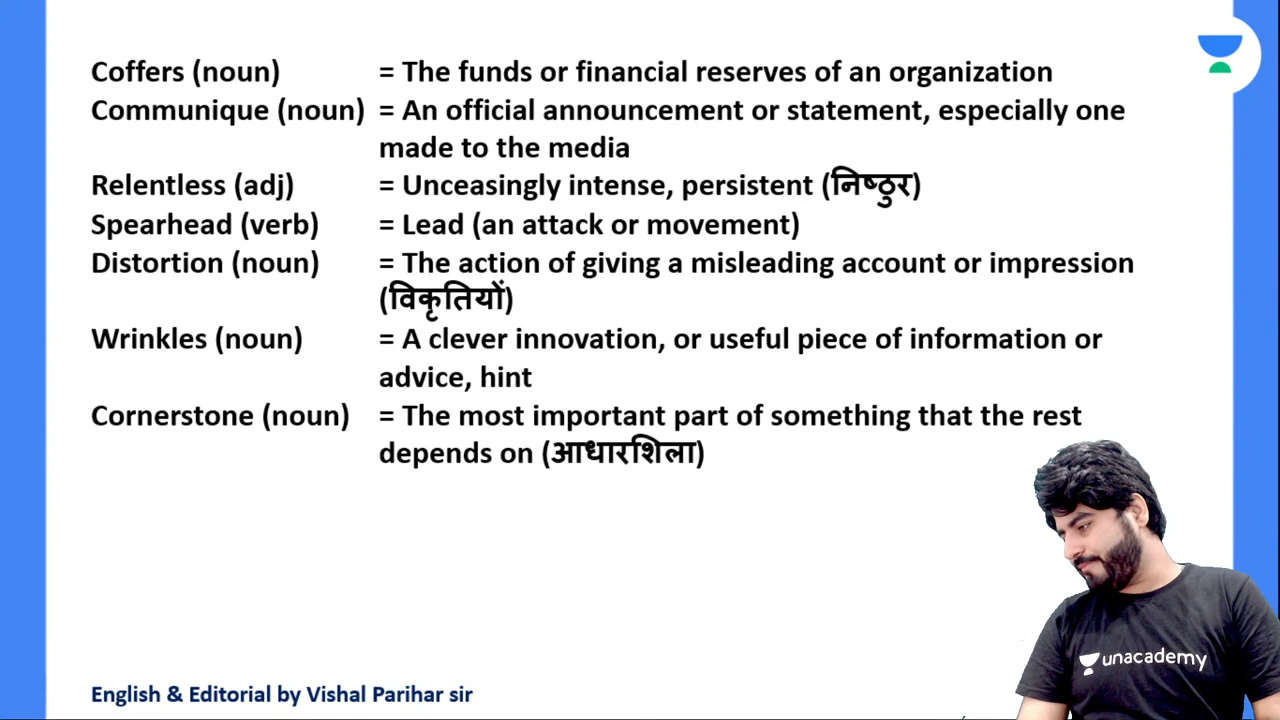 Coffers (noun) = The funds or financial reserves of an organization
Communique (noun) = An official announcement or statement, especially one
made to the media
Relentless (adj) = Unceasingly intense, persistent (निष्ठुर)
Spearhead (verb) = Lead (an attack or movement)
Distortion (noun) = The action of giving a misleading account or impression
(विकृतियों)
Wrinkles (noun) = A clever innovation, or useful piece of information or
advice, hint
Cornerstone (noun) = The most important part of something that the rest
depends on (आधारशिला)
unacademy
English & Editorial by Vishal Parihar sir